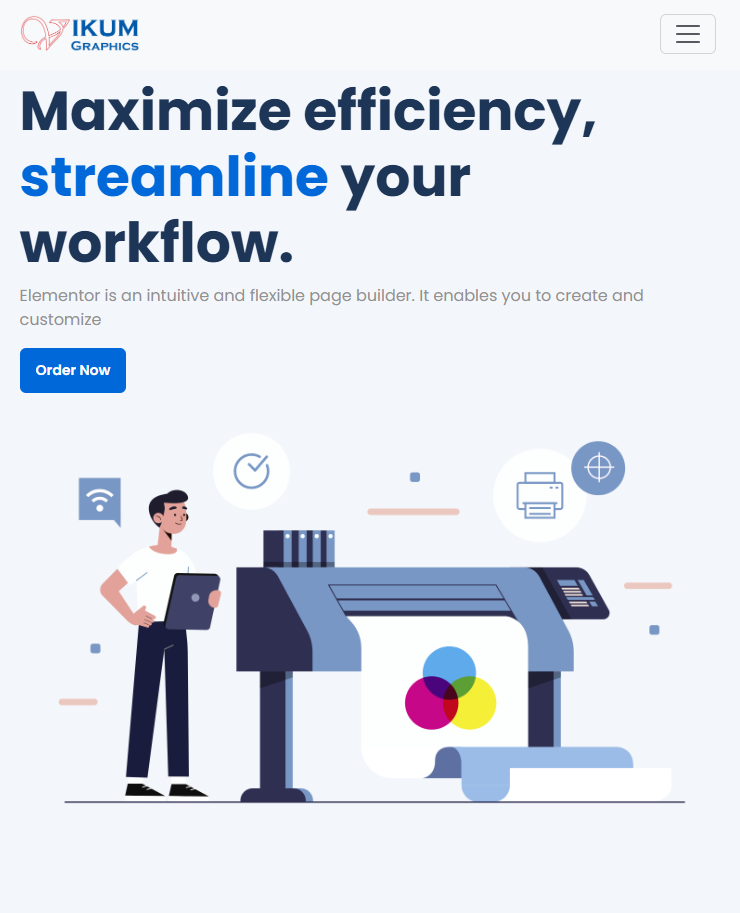 IKUM
GRAPHICS
Maximize efficiency,
streamline your
workflow.
Elementor is an intuitive and flexible page builder. It enables you to create and
customize
Order Now